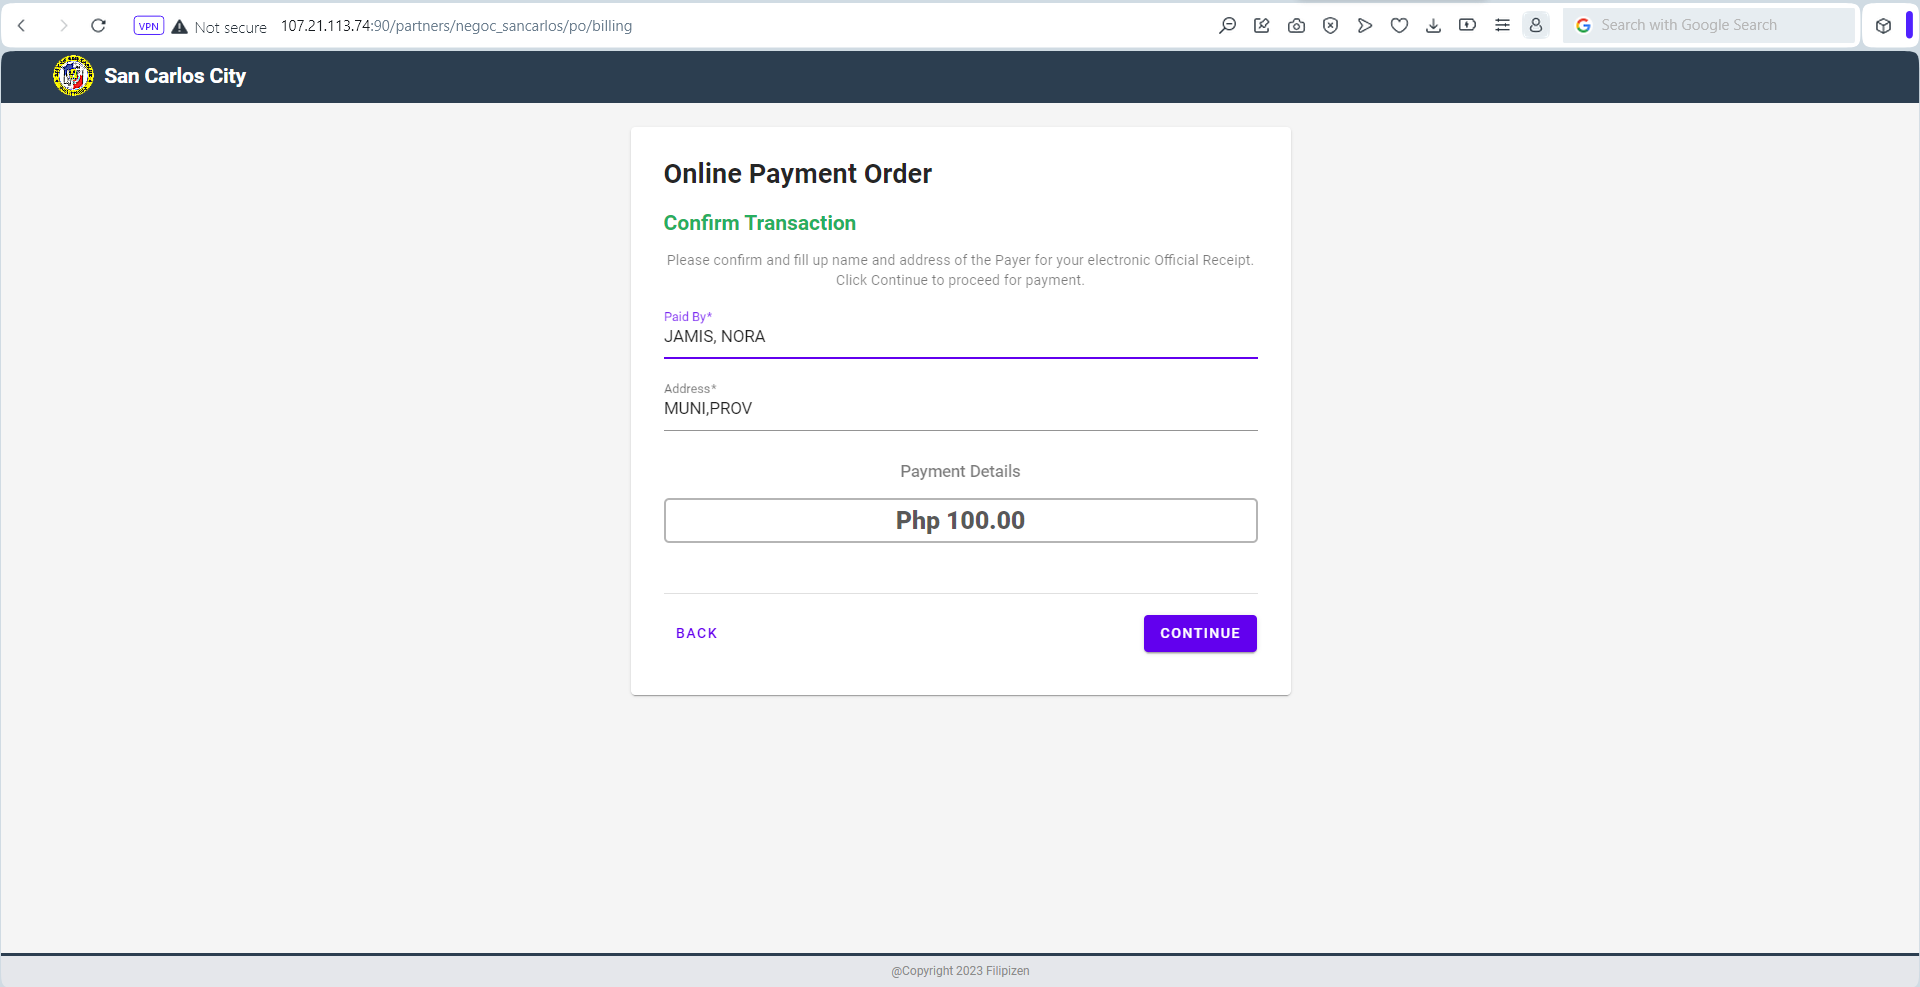 VPN Not secure 107.21.113.74:90/partners/negoc_sancarlos/po/billing Search with Google Search
San Carlos City
Online Payment Order
Confirm Transaction
Please confirm and fill up name and address of the Payer for your electronic Official Receipt.
Click Continue to proceed for payment.
Paid By*
JAMIS, NORA
Address*
MUNI,PROV
Payment Details
Php 100.00
BACK CONTINUE
@Copyright 2023 Filipizen